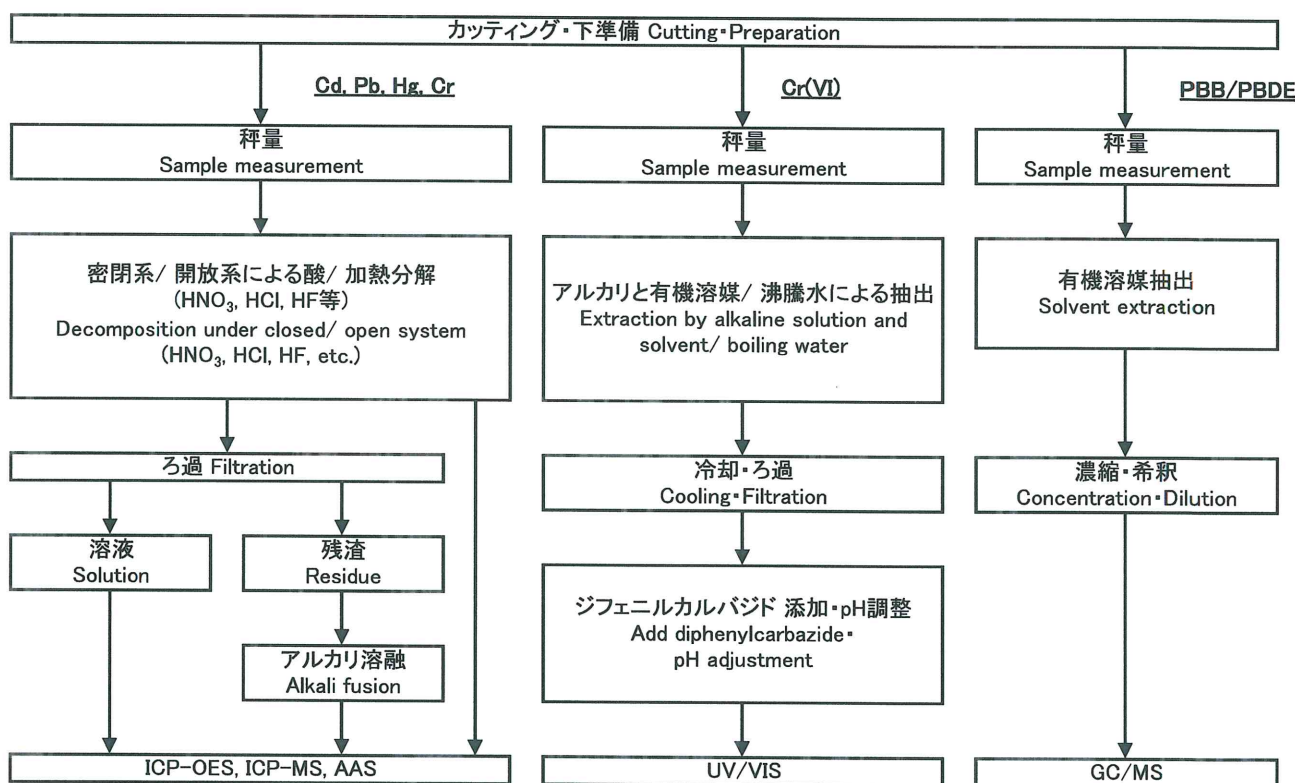 カッティング・下準備 Cutting・Preparation
Cd, Pb, Hg, Cr
Cr(VI)
PBB/PBDE
秤量
Sample measurement
秤量
Sample measurement
秤量
Sample measurement
密閉系/ 開放系による酸/ 加熱分解
(HNO₃, HCl, HF等)
Decomposition under closed/ open system
(HNO₃, HCl, HF, etc.)
アルカリと有機溶媒/ 沸騰水による抽出
Extraction by alkaline solution and
solvent/ boiling water
有機溶媒抽出
Solvent extraction
ろ過 Filtration
冷却・ろ過
Cooling・Filtration
濃縮・希釈
Concentration・Dilution
溶液
Solution
残渣
Residue
ジフェニルカルバジド 添加・pH調整
Add diphenylcarbazide・
pH adjustment
アルカリ溶融
Alkali fusion
ICP-OES, ICP-MS, AAS
UV/VIS
GC/MS